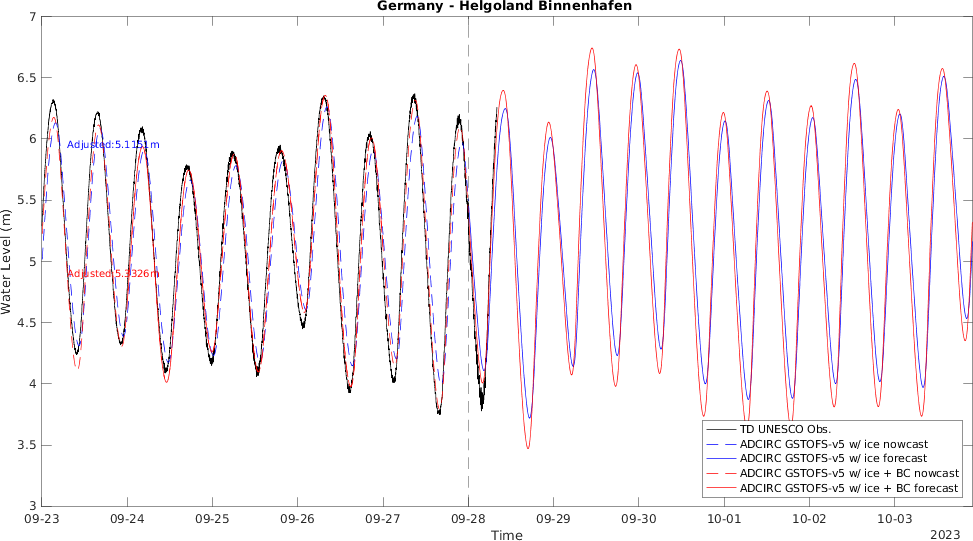 Germany - Helgoland Binnenhafen
7
6.5
6
5.5
5
4.5
4
3.5
3
Water Level (m)
Adjusted:5.1151m
Adjusted:5.3326m
TD UNESCO Obs.
ADCIRC GSTOFS-v5 w/ ice nowcast
ADCIRC GSTOFS-v5 w/ ice forecast
ADCIRC GSTOFS-v5 w/ ice + BC nowcast
ADCIRC GSTOFS-v5 w/ ice + BC forecast
09-23 09-24 09-25 09-26 09-27 09-28 09-29 09-30 10-01 10-02 10-03
Time
2023